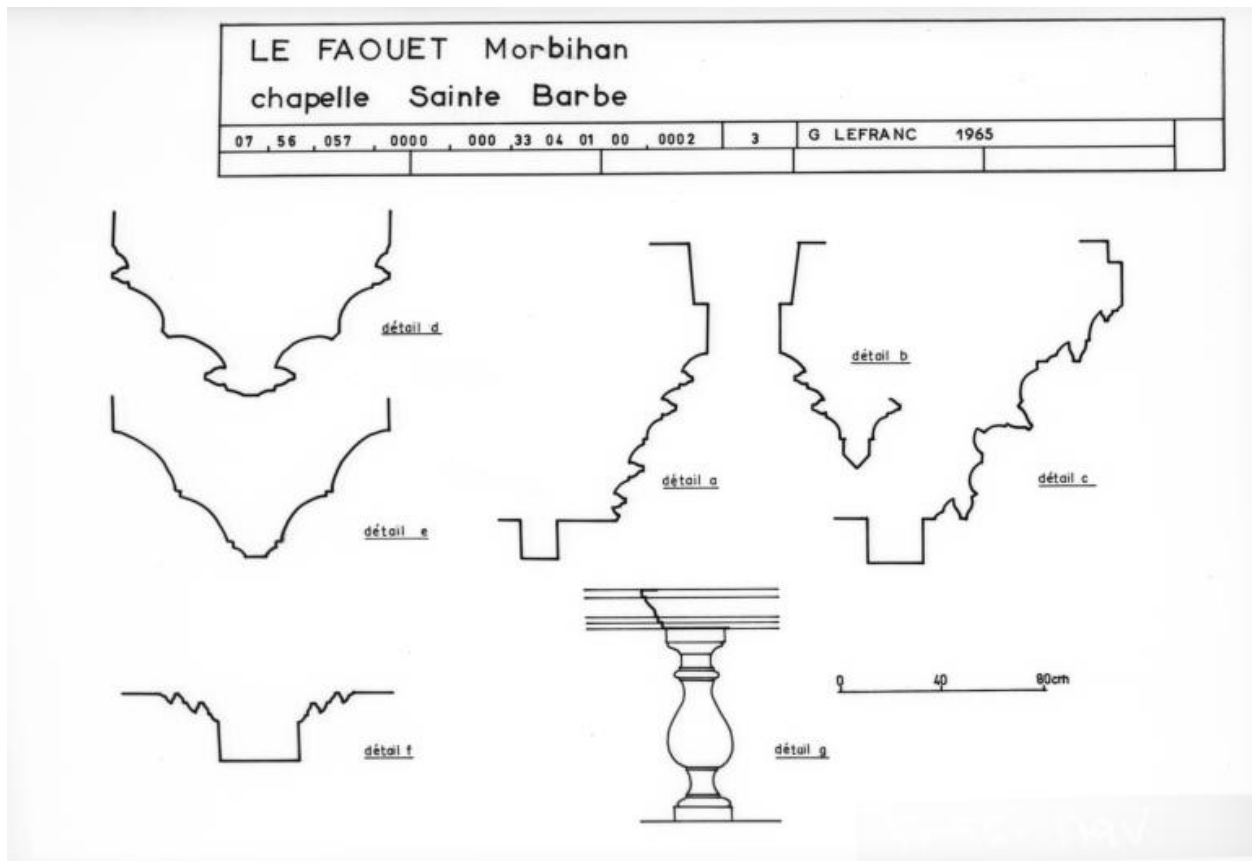 LE FAOUET Morbihan
chapelle Sainte Barbe
07 56 057 0000 000 33 04 01 00 0002 3 G LEFRANC 1965
détail d
détail b
détail a
détail c
détail e
0 40 80cm
détail f
détail g